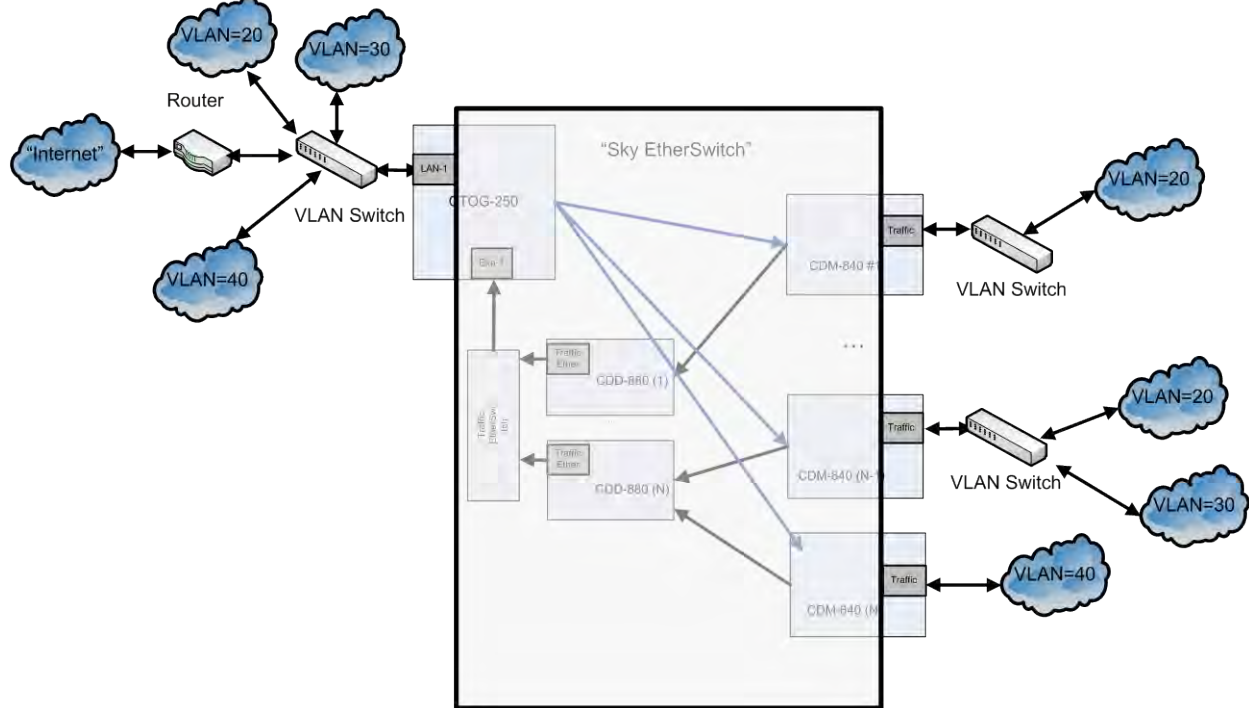 VLAN=20
VLAN=30
Router
"Internet"
VLAN Switch
VLAN=40
LAN-1
CTOG-250
"Sky EtherSwitch"
CDM-840 #1
Traffic
VLAN=20
VLAN Switch
...
Traffic
Ether
CDD-880 (1)
Traffic
Traffic
Ether
CDD-880 (N)
CDM-840 (N-1)
Traffic
VLAN=20
VLAN Switch
VLAN=30
CDM-840 (N
Traffic
VLAN=40